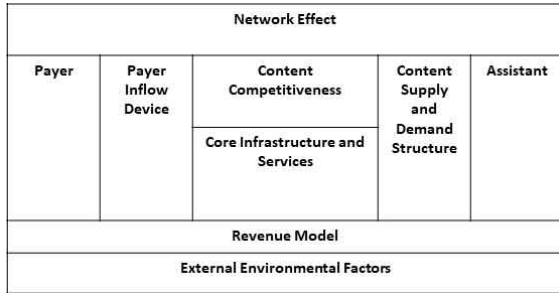 Network Effect
Payer
Payer
Inflow
Device
Content
Competitiveness
Core Infrastructure and
Services
Content
Supply
and
Demand
Structure
Assistant
Revenue Model
External Environmental Factors